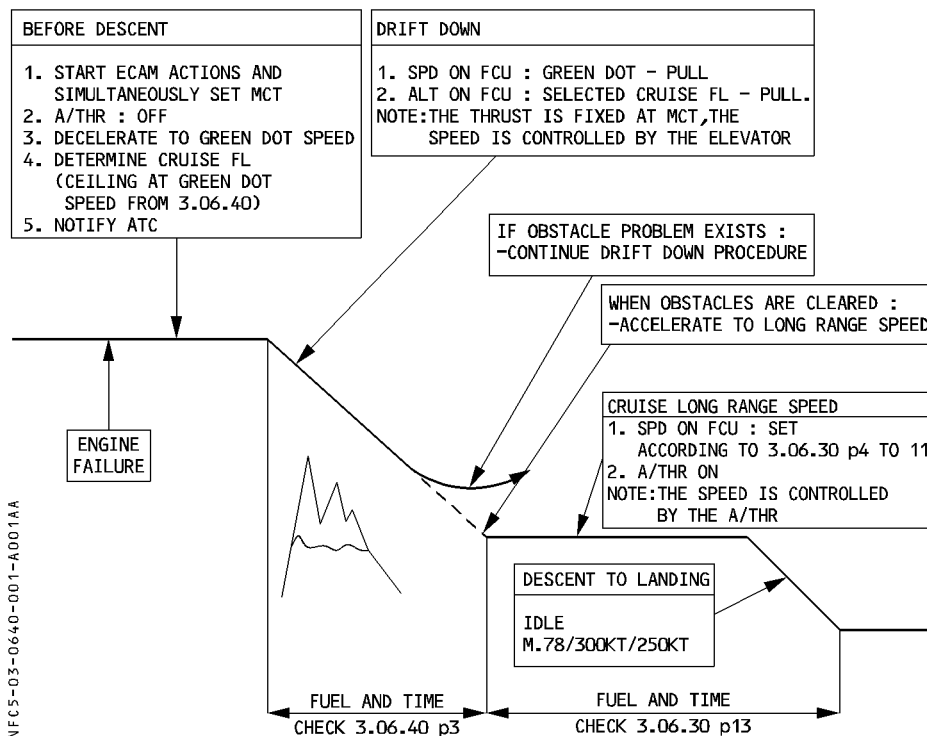 BEFORE DESCENT
1. START ECAM ACTIONS AND
SIMULTANEOUSLY SET MCT
2. A/THR : OFF
3. DECELERATE TO GREEN DOT SPEED
4. DETERMINE CRUISE FL
(CEILING AT GREEN DOT
SPEED FROM 3.06.40)
5. NOTIFY ATC
DRIFT DOWN
1. SPD ON FCU : GREEN DOT - PULL
2. ALT ON FCU : SELECTED CRUISE FL - PULL.
NOTE:THE THRUST IS FIXED AT MCT,THE
SPEED IS CONTROLLED BY THE ELEVATOR
IF OBSTACLE PROBLEM EXISTS :
-CONTINUE DRIFT DOWN PROCEDURE
WHEN OBSTACLES ARE CLEARED :
-ACCELERATE TO LONG RANGE SPEED
ENGINE
FAILURE
CRUISE LONG RANGE SPEED
1. SPD ON FCU : SET
ACCORDING TO 3.06.30 p4 TO 11
2. A/THR ON
NOTE:THE SPEED IS CONTROLLED
BY THE A/THR
DESCENT TO LANDING
IDLE
M.78/300KT/250KT
FUEL AND TIME
CHECK 3.06.40 p3
FUEL AND TIME
CHECK 3.06.30 p13
NFC5-03-0640-001-A001AA